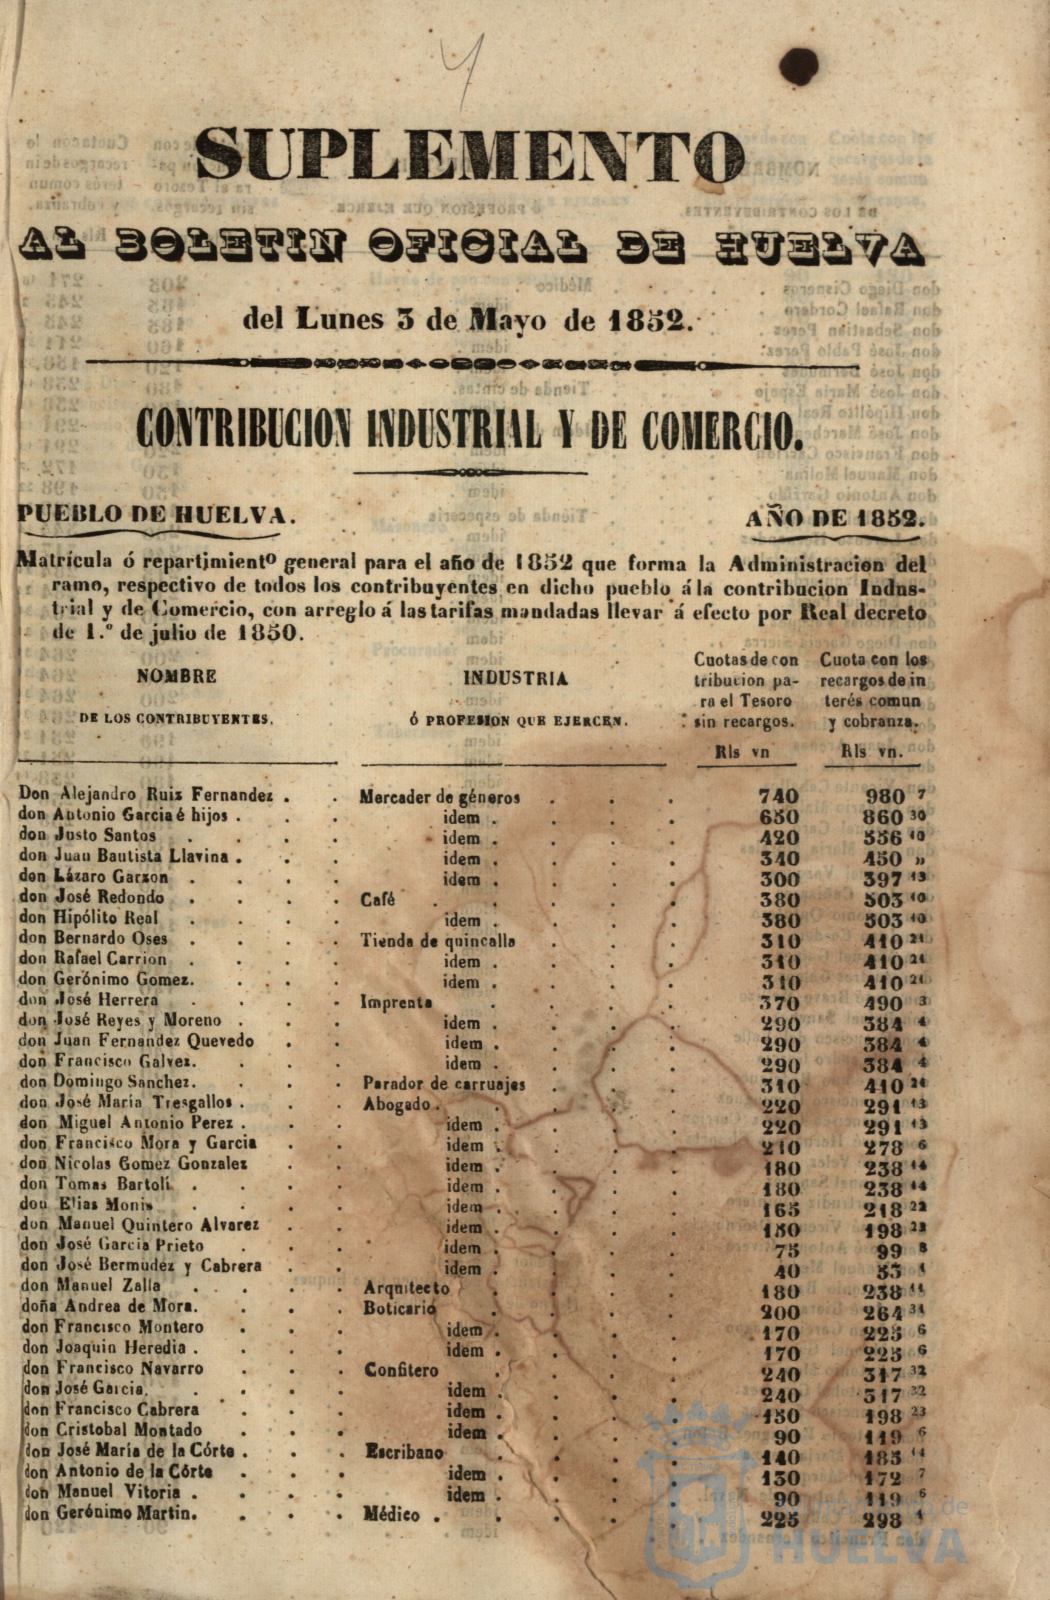 SUPLEMENTO
AL BOLETIN OFICIAL DE HUELVA
del Lunes 3 de Mayo de 1852.
CONTRIBUCION INDUSTRIAL Y DE COMERCIO.
PUEBLO DE HUELVA. AÑO DE 1852.
Matrícula ó repartimientº general para el año de 1852 que forma la Administracion del
ramo, respectivo de todos los contribuyentes en dicho pueblo á la contribucion Indus-
trial y de Comercio, con arreglo á las tarifas mandadas llevar á efecto por Real decreto
de 1.º de julio de 1850.
NOMBRE
DE LOS CONTRIBUYENTES.
INDUSTRIA
Ó PROFESION QUE EJERCEN.
Cuotas de con
tribucion pa-
ra el Tesoro
sin recargos.
Rls vn
Cuota con los
recargos de in
terés comun
y cobranza.
Rls vn.
Don Alejandro Ruiz Fernandez . . Mercader de géneros . . . 740 980 7
don Antonio Garcia é hijos . . . idem . . . . 650 860 30
don Justo Santos . . . . idem . . . . 420 556 10
don Juan Bautista Llavina . . . idem . . . . 340 450 »
don Lázaro Garzon . . . . idem . . . . 300 397 13
don José Redondo . . . . Café . . . . 380 503 10
don Hipólito Real . . . . idem . . . . 380 503 10
don Bernardo Oses . . . . Tienda de quincalla . . . 310 410 21
don Rafael Carrion . . . . idem . . . . 310 410 21
don Gerónimo Gomez. . . . idem . . . . 310 410 21
don José Herrera . . . . Imprenta . . . . 370 490 3
don José Reyes y Moreno . . . idem . . . . 290 384 4
don Juan Fernandez Quevedo . . idem . . . . 290 384 4
don Francisco Galvez. . . . idem . . . . 290 384 4
don Domingo Sanchez. . . . Parador de carruajes . . . 310 410 21
don José María Tresgallos . . . Abogado . . . . 220 291 13
don Miguel Antonio Perez . . . idem . . . . 220 291 13
don Francisco Mora y Garcia . . idem . . . . 210 278 6
don Nicolas Gomez Gonzalez . . idem . . . . 180 238 14
don Tomas Bartoli . . . . idem . . . . 180 238 14
don Elias Monis . . . . idem . . . . 165 218 22
don Manuel Quintero Alvarez . . idem . . . . 150 198 23
don José Garcia Prieto . . . idem . . . . 75 99 8
don José Bermudez y Cabrera . . idem . . . . 40 53 1
don Manuel Zalla . . . . Arquitecto . . . . 180 238 14
doña Andrea de Mora. . . . Boticario . . . . 200 264 31
don Francisco Montero . . . idem . . . . 170 225 6
don Joaquin Heredia . . . . idem . . . . 170 225 6
don Francisco Navarro . . . Confitero . . . . 240 317 32
don José Garcia. . . . . idem . . . . 240 317 32
don Francisco Cabrera . . . idem . . . . 150 198 23
don Cristobal Montado . . . idem . . . . 90 119 6
don José María de la Córte . . . Escribano . . . . 140 185 14
don Antonio de la Córte . . . idem . . . . 130 172 7
don Manuel Vitoria . . . . idem . . . . 90 119 6
don Gerónimo Martin. . . . Médico . . . . 225 298 1
HUELVA